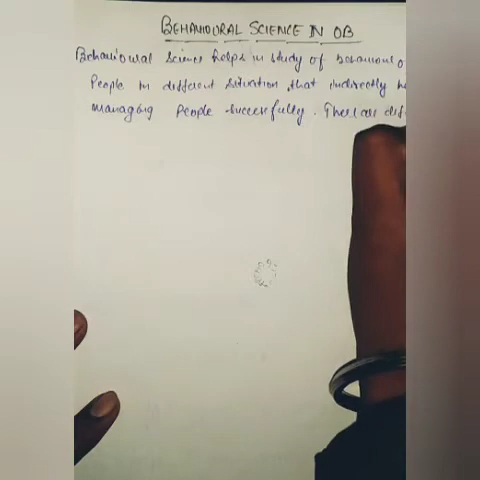 BEHAVIOURAL SCIENCE IN OB
Behavioural Science helps in study of behaviour o
People in different situation, that indirectly h
managing People successfully. There are dif